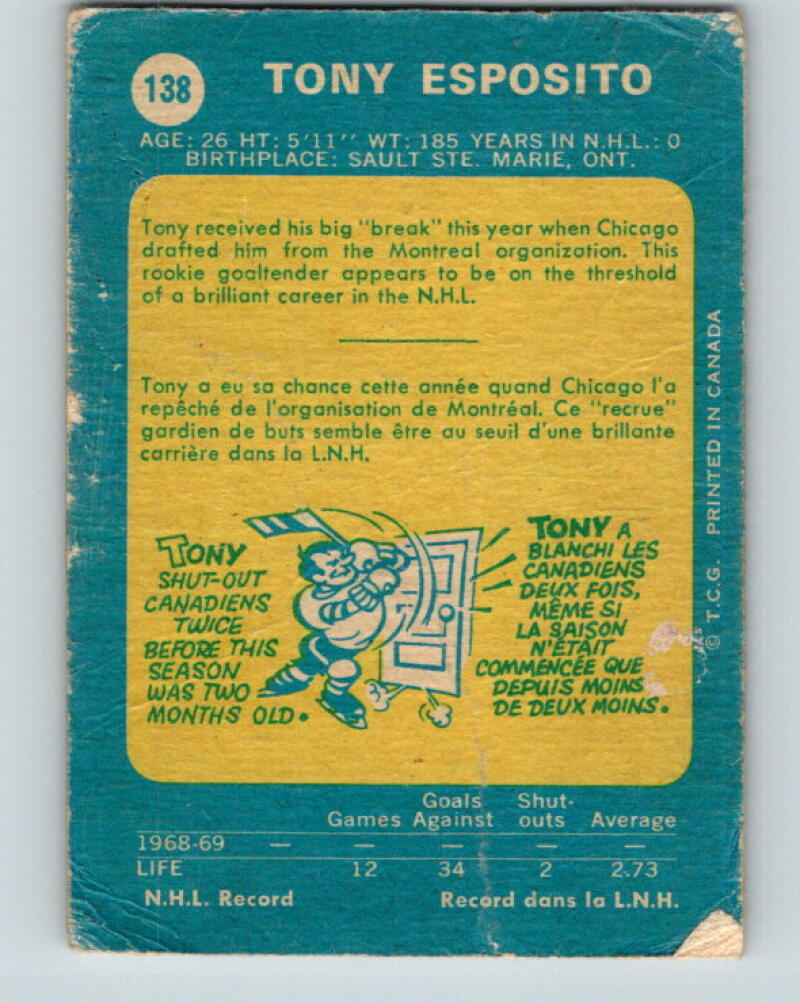 138
TONY ESPOSITO
AGE: 26 HT: 5'11'' WT: 185 YEARS IN N.H.L.: 0
BIRTHPLACE: SAULT STE. MARIE, ONT.
Tony received his big "break" this year when Chicago
drafted him from the Montreal organization. This
rookie goaltender appears to be on the threshold
of a brilliant career in the N.H.L.
Tony a eu sa chance cette année quand Chicago l'a
repêché de l'organisation de Montréal. Ce "recrue"
gardien de buts semble être au seuil d'une brillante
carrière dans la L.N.H.
TONY
SHUT-OUT
CANADIENS
TWICE
BEFORE THIS
SEASON
WAS TWO
MONTHS OLD.
TONY A
BLANCHI LES
CANADIENS
DEUX FOIS,
MÊME SI
LA SAISON
N'ÉTAIT
COMMENCÉE QUE
DEPUIS MOINS
DE DEUX MOINS.
© T.C.G. PRINTED IN CANADA
Goals Shut-
Games Against outs Average
1968-69 — — — — —
LIFE 12 34 2 2.73
N.H.L. Record Record dans la L.N.H.